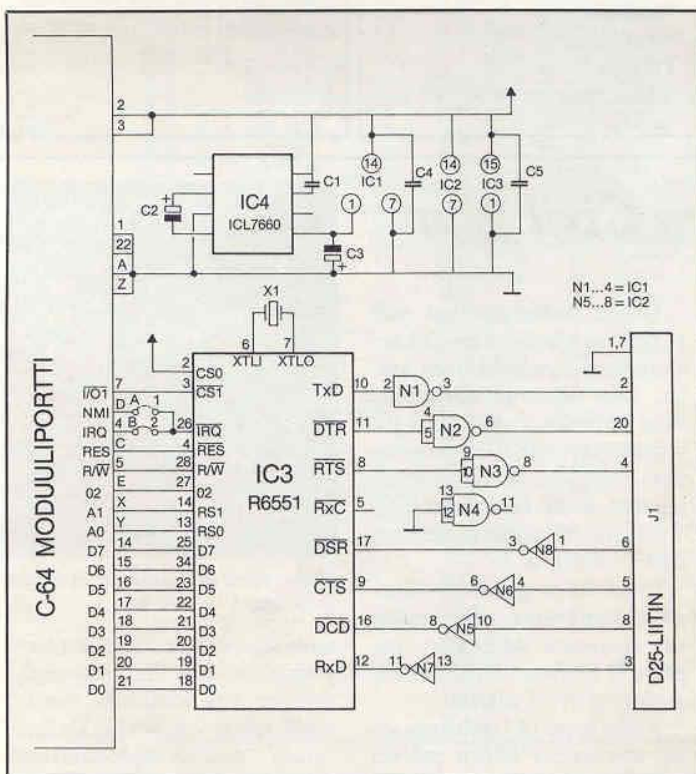 C-64 MODUULIPORTTI
2
3
1
22
A
Z
C2
+
IC4
ICL7660
C1
14
IC1
1
7
C4
14
IC2
7
15
IC3
1
C5
C3
+
N1...4 = IC1
N5...8 = IC2
X1
6
7
XTLI
XTLO
IC3
R6551
2
CS0
I/O1
7
3
CS1
NMI
D
A
1
IRQ
4
B
2
26
IRQ
RES
C
4
RES
R/W
5
28
R/W
02
E
27
02
A1
X
14
RS1
A0
Y
13
RS0
D7
14
25
D7
D6
15
34
D6
D5
16
23
D5
D4
17
22
D4
D3
18
21
D3
D2
19
20
D2
D1
20
19
D1
D0
21
18
D0
TxD
10
2
N1
3
2
DTR
11
4
5
N2
6
20
RTS
8
9
10
N3
8
4
RxC
5
13
12
N4
11
DSR
17
3
N8
1
6
CTS
9
6
N6
4
5
DCD
16
8
N5
10
8
RxD
12
11
N7
13
3
1,7
J1
D25-LIITIN